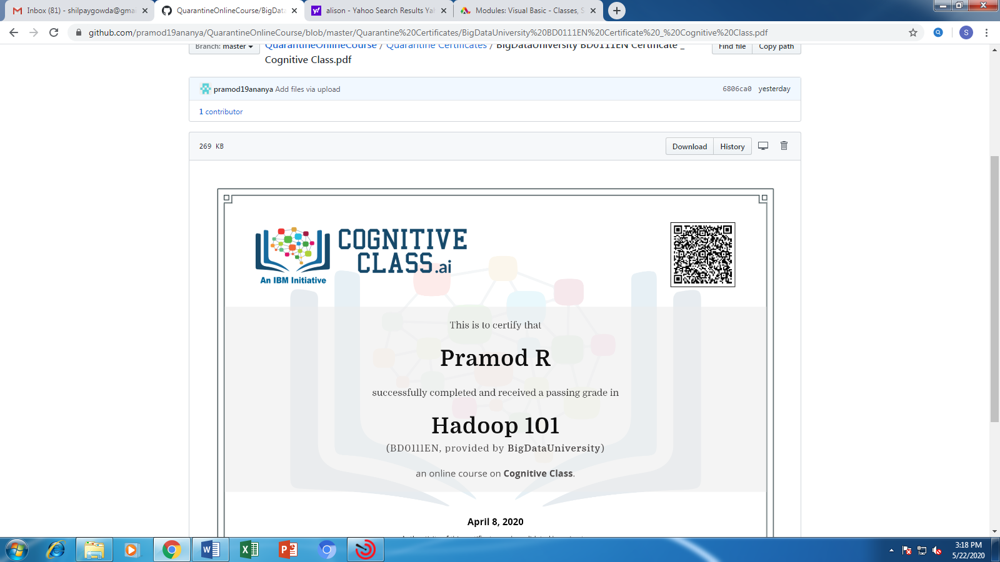 Inbox (81) - shilpaygowda@gmai
QuarantineOnlineCourse/BigData
alison - Yahoo Search Results Yal
Modules: Visual Basic - Classes, S
github.com/pramod19ananya/QuarantineOnlineCourse/blob/master/Quarantine%20Certificates/BigDataUniversity%20BD0111EN%20Certificate%20_%20Cognitive%20Class.pdf
S
Branch: master
QuarantineOnlineCourse / Quarantine Certificates / BigDataUniversity BD0111EN Certificate _
Cognitive Class.pdf
Find file
Copy path
pramod19ananya Add files via upload
6806ca0 yesterday
1 contributor
269 KB
Download
History
COGNITIVE
CLASS.ai
An IBM Initiative
This is to certify that
Pramod R
successfully completed and received a passing grade in
Hadoop 101
(BD0111EN, provided by BigDataUniversity)
an online course on Cognitive Class.
April 8, 2020
3:18 PM
5/22/2020